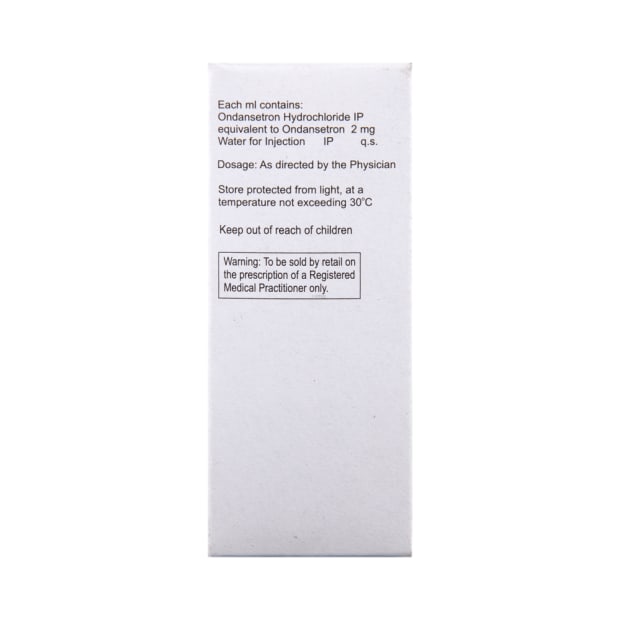 Each ml contains:
Ondansetron Hydrochloride IP
equivalent to Ondansetron 2 mg
Water for Injection IP q.s.
Dosage: As directed by the Physician
Store protected from light, at a
temperature not exceeding 30°C
Keep out of reach of children
Warning: To be sold by retail on
the prescription of a Registered
Medical Practitioner only.